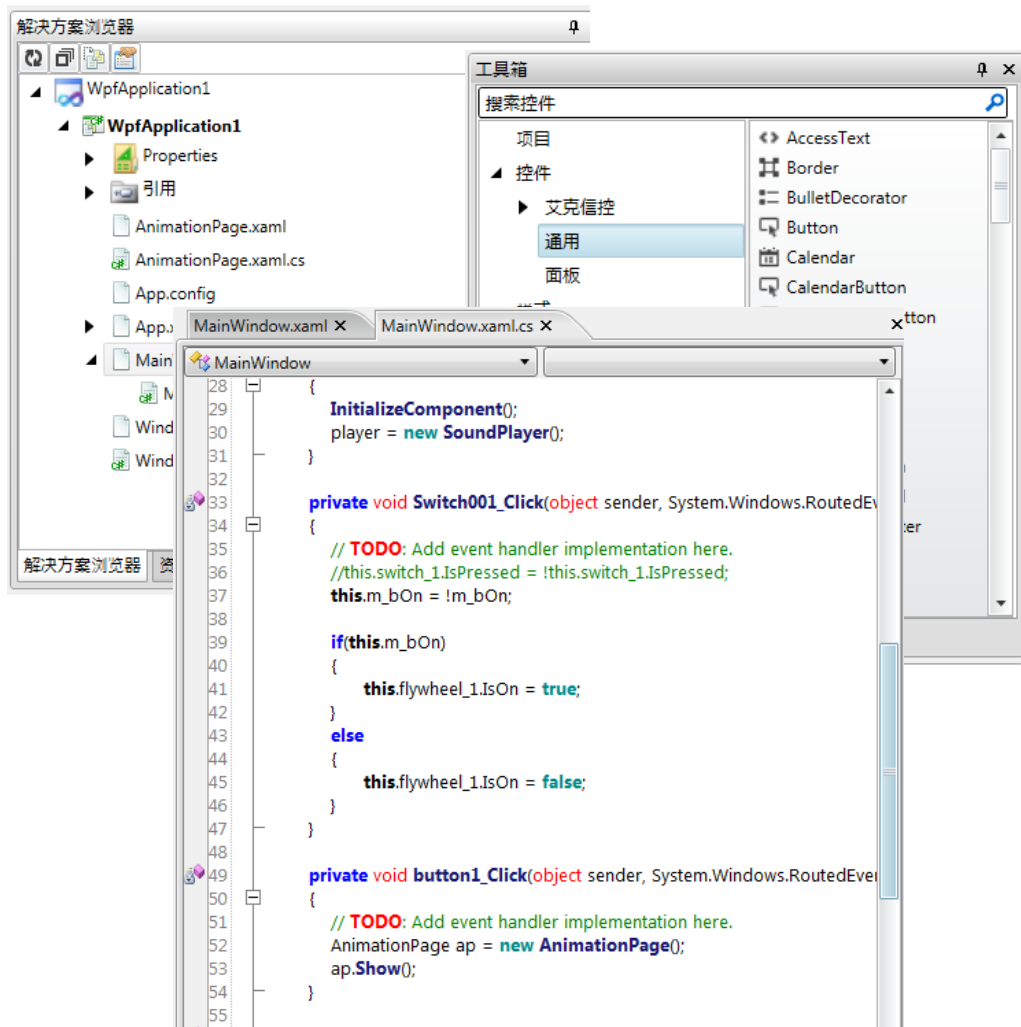 解决方案浏览器
WpfApplication1
WpfApplication1
Properties
引用
AnimationPage.xaml
AnimationPage.xaml.cs
App.config
App.
Main
Wind
Wind
解决方案浏览器
工具箱
搜索控件
项目
控件
艾克信控
通用
面板
AccessText
Border
BulletDecorator
Button
Calendar
CalendarButton
tton
MainWindow.xaml
MainWindow.xaml.cs
MainWindow
28 {
29 InitializeComponent();
30 player = new SoundPlayer();
31 }
32
33 private void Switch001_Click(object sender, System.Windows.RoutedEv
34 {
35 // TODO: Add event handler implementation here.
36 //this.switch_1.IsPressed = !this.switch_1.IsPressed;
37 this.m_bOn = !m_bOn;
38
39 if(this.m_bOn)
40 {
41 this.flywheel_1.IsOn = true;
42 }
43 else
44 {
45 this.flywheel_1.IsOn = false;
46 }
47 }
48
49 private void button1_Click(object sender, System.Windows.RoutedEve
50 {
51 // TODO: Add event handler implementation here.
52 AnimationPage ap = new AnimationPage();
53 ap.Show();
54 }
55